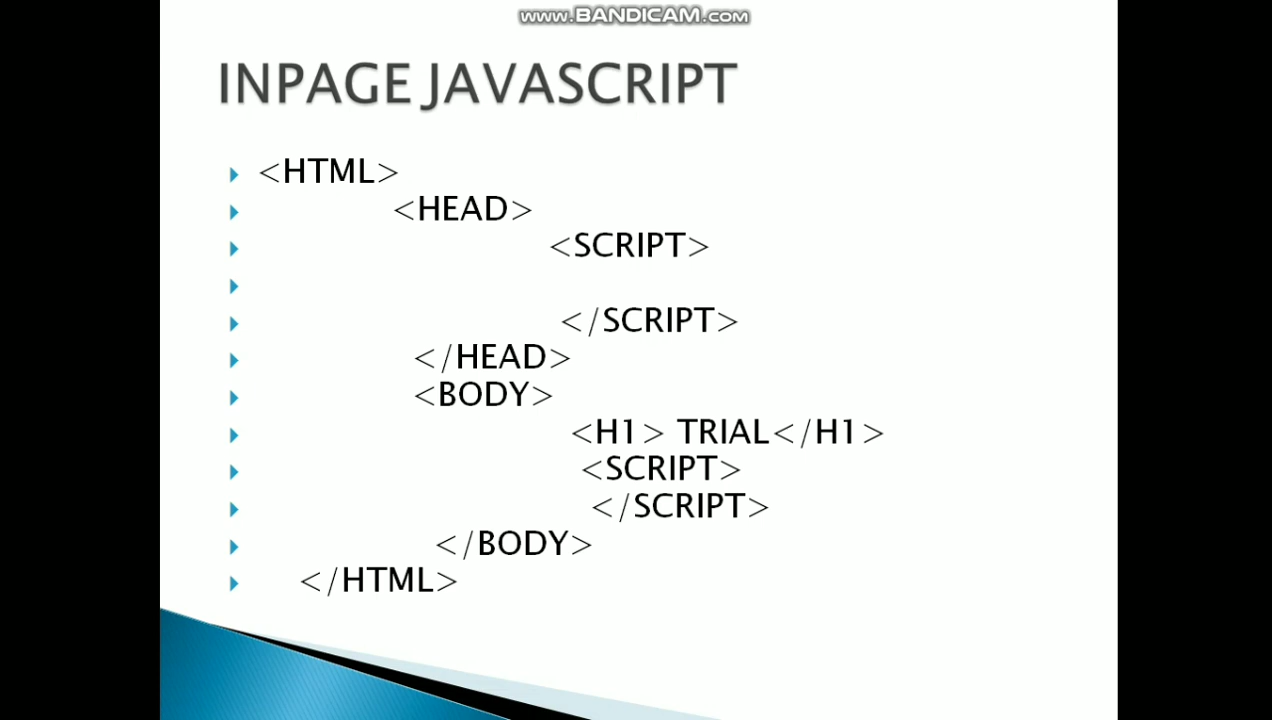 www.BANDICAM.com
INPAGE JAVASCRIPT
<HTML>
<HEAD>
<SCRIPT>
</SCRIPT>
</HEAD>
<BODY>
<H1> TRIAL</H1>
<SCRIPT>
</SCRIPT>
</BODY>
</HTML>